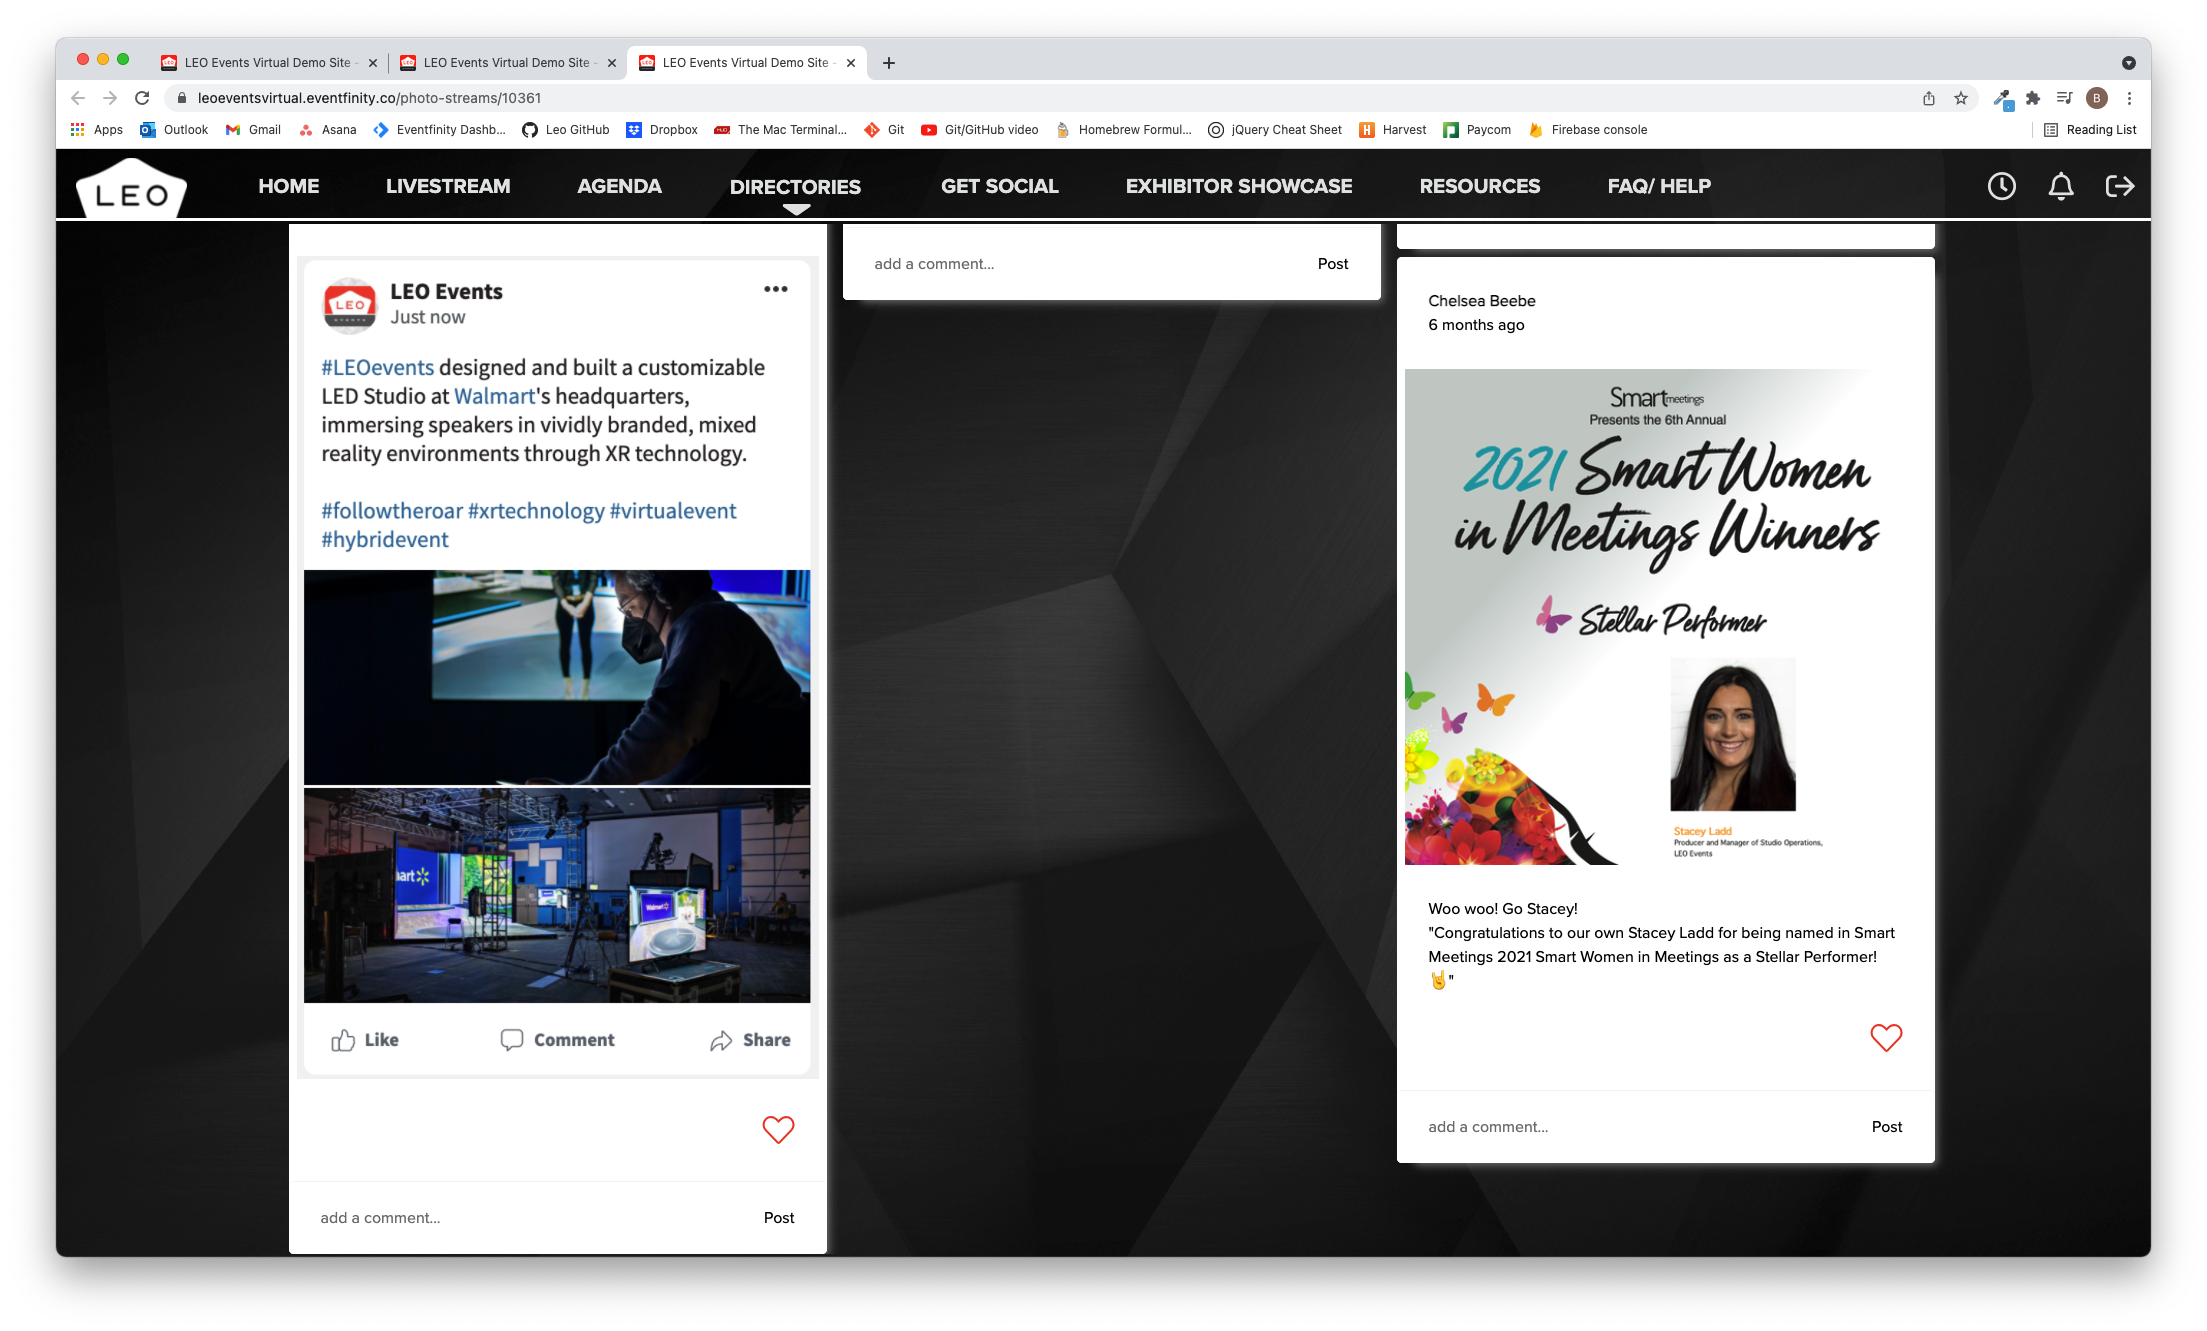 LEO Events Virtual Demo Site -
LEO Events Virtual Demo Site -
LEO Events Virtual Demo Site -
leoeventsvirtual.eventfinity.co/photo-streams/10361
B
Apps
Outlook
Gmail
Asana
Eventfinity Dashb...
Leo GitHub
Dropbox
The Mac Terminal...
Git
Git/GitHub video
Homebrew Formul...
jQuery Cheat Sheet
Harvest
Paycom
Firebase console
Reading List
LEO
HOME
LIVESTREAM
AGENDA
DIRECTORIES
GET SOCIAL
EXHIBITOR SHOWCASE
RESOURCES
FAQ/ HELP
LEO
EVENTS
LEO Events
Just now
#LEOevents designed and built a customizable
LED Studio at Walmart's headquarters,
immersing speakers in vividly branded, mixed
reality environments through XR technology.
#followtheroar #xrtechnology #virtualevent
#hybridevent
mart
Walmart
Like
Comment
Share
add a comment...
Post
add a comment...
Post
Chelsea Beebe
6 months ago
Smart meetings
Presents the 6th Annual
2021 Smart Women
in Meetings Winners
Stellar Performer
Stacey Ladd
Producer and Manager of Studio Operations,
LEO Events
Woo woo! Go Stacey!
"Congratulations to our own Stacey Ladd for being named in Smart
Meetings 2021 Smart Women in Meetings as a Stellar Performer!
🤘"
add a comment...
Post